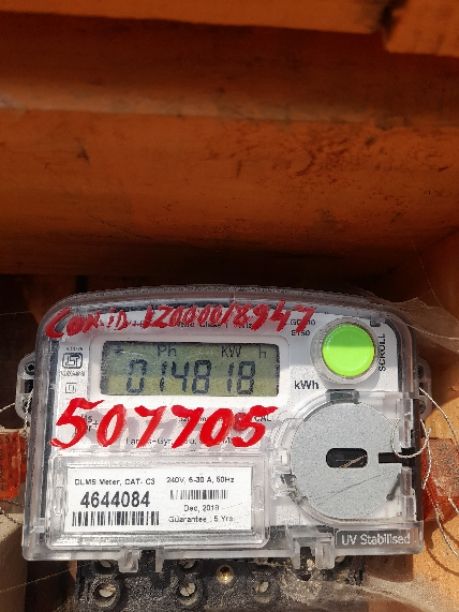 Con.ID 1200018947
SCROLL
Ph KW h
014818
kWh
507705
DLMS Meter, CAT- C3
240V, 5-30 A, 50Hz
4644084
Dec, 2018
Guarantee : 5 Yrs
UV Stabilised